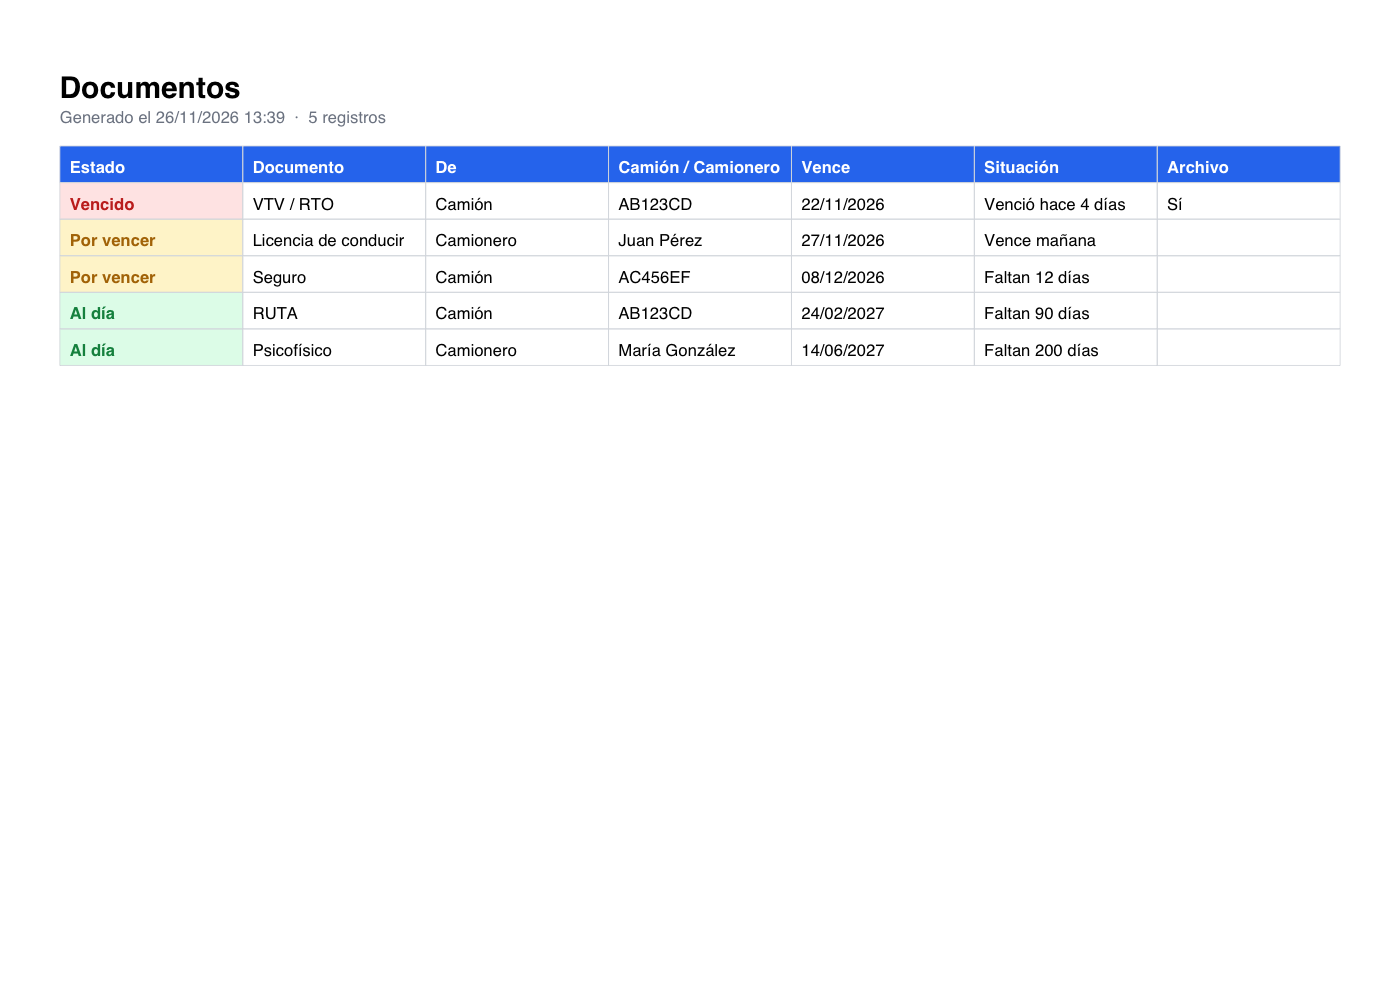 Documentos
Generado el 26/11/2026 13:39 · 5 registros
Estado Documento De Camión / Camionero Vence Situación Archivo
Vencido VTV / RTO Camión AB123CD 22/11/2026 Venció hace 4 días Sí
Por vencer Licencia de conducir Camionero Juan Pérez 27/11/2026 Vence mañana
Por vencer Seguro Camión AC456EF 08/12/2026 Faltan 12 días
Al día RUTA Camión AB123CD 24/02/2027 Faltan 90 días
Al día Psicofísico Camionero María González 14/06/2027 Faltan 200 días